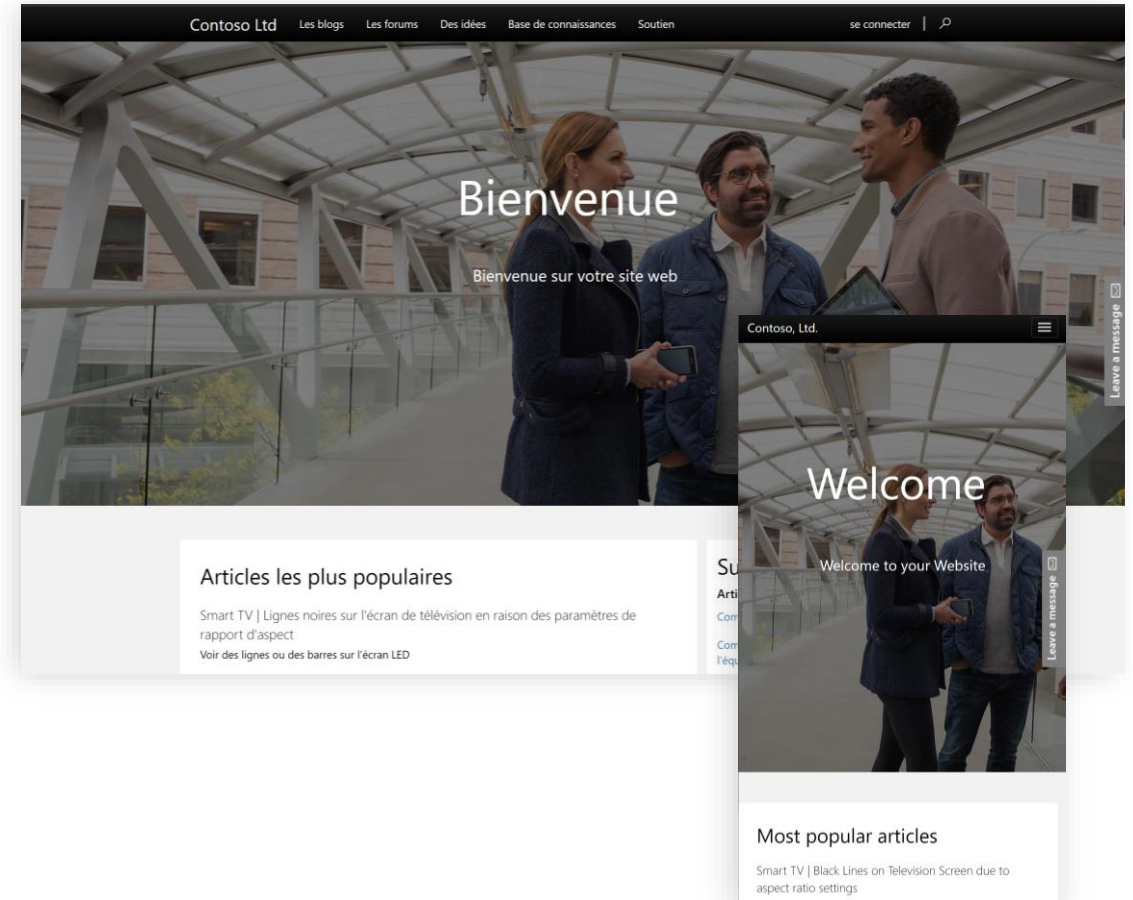 Contoso Ltd Les blogs Les forums Des idées Base de connaissances Soutien se connecter
Bienvenue
Bienvenue sur votre site web
Leave a message
Articles les plus populaires
Smart TV | Lignes noires sur l'écran de télévision en raison des paramètres de
rapport d'aspect
Voir des lignes ou des barres sur l'écran LED
Contoso, Ltd.
Welcome
Welcome to your Website
Leave a message
Most popular articles
Smart TV | Black Lines on Television Screen due to
aspect ratio settings